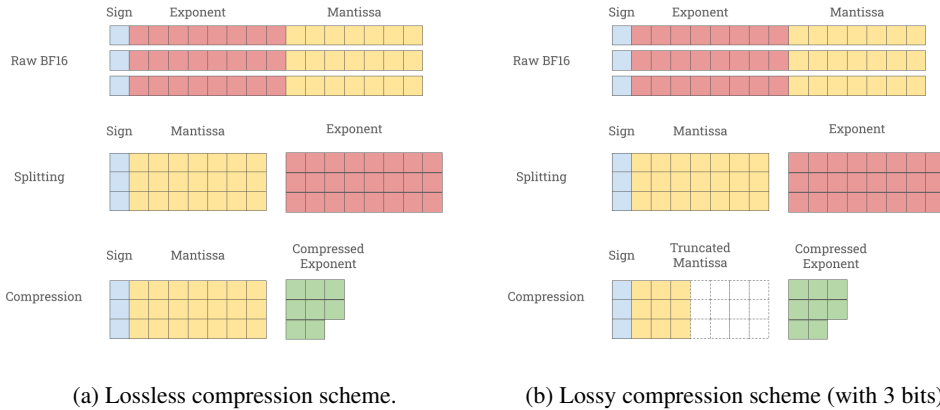 Sign Exponent Mantissa
Raw BF16
Sign Mantissa Exponent
Splitting
Sign Mantissa Compressed Exponent
Compression
(a) Lossless compression scheme.
Sign Exponent Mantissa
Raw BF16
Sign Mantissa Exponent
Splitting
Sign Truncated Mantissa Compressed Exponent
Compression
(b) Lossy compression scheme (with 3 bits)